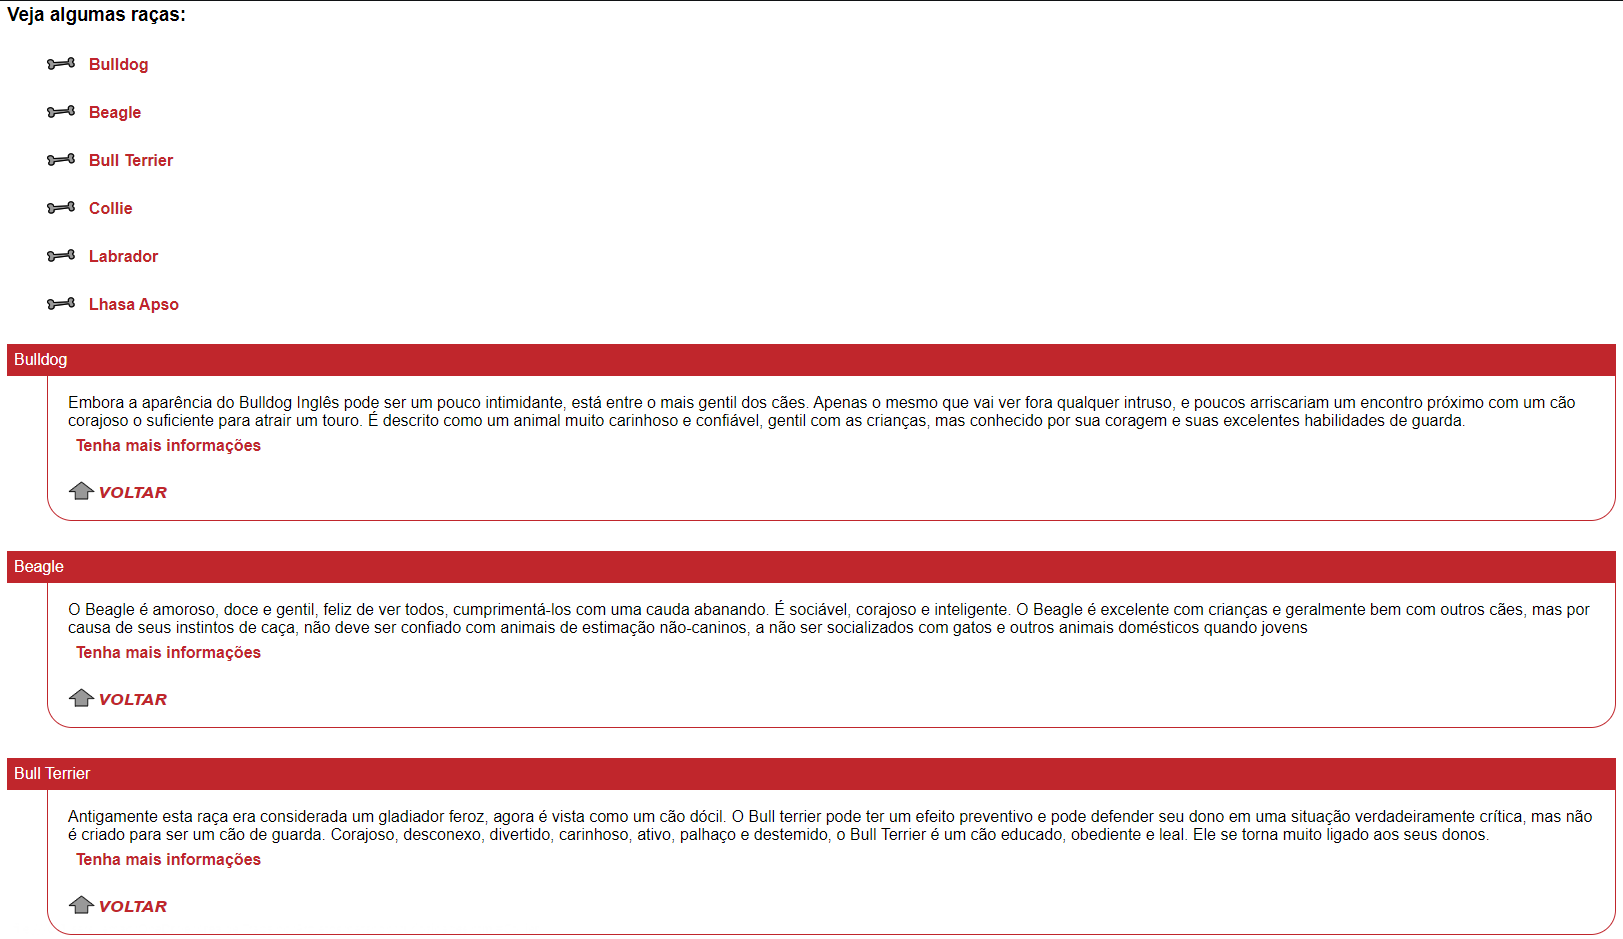 Veja algumas raças:
Bulldog
Beagle
Bull Terrier
Collie
Labrador
Lhasa Apso
Bulldog
Embora a aparência do Bulldog Inglês pode ser um pouco intimidante, está entre o mais gentil dos cães. Apenas o mesmo que vai ver fora qualquer intruso, e poucos arriscariam um encontro próximo com um cão
corajoso o suficiente para atrair um touro. É descrito como um animal muito carinhoso e confiável, gentil com as crianças, mas conhecido por sua coragem e suas excelentes habilidades de guarda.
Tenha mais informações
VOLTAR
Beagle
O Beagle é amoroso, doce e gentil, feliz de ver todos, cumprimentá-los com uma cauda abanando. É sociável, corajoso e inteligente. O Beagle é excelente com crianças e geralmente bem com outros cães, mas por
causa de seus instintos de caça, não deve ser confiado com animais de estimação não-caninos, a não ser socializados com gatos e outros animais domésticos quando jovens
Tenha mais informações
VOLTAR
Bull Terrier
Antigamente esta raça era considerada um gladiador feroz, agora é vista como um cão dócil. O Bull terrier pode ter um efeito preventivo e pode defender seu dono em uma situação verdadeiramente crítica, mas não
é criado para ser um cão de guarda. Corajoso, desconexo, divertido, carinhoso, ativo, palhaço e destemido, o Bull Terrier é um cão educado, obediente e leal. Ele se torna muito ligado aos seus donos.
Tenha mais informações
VOLTAR